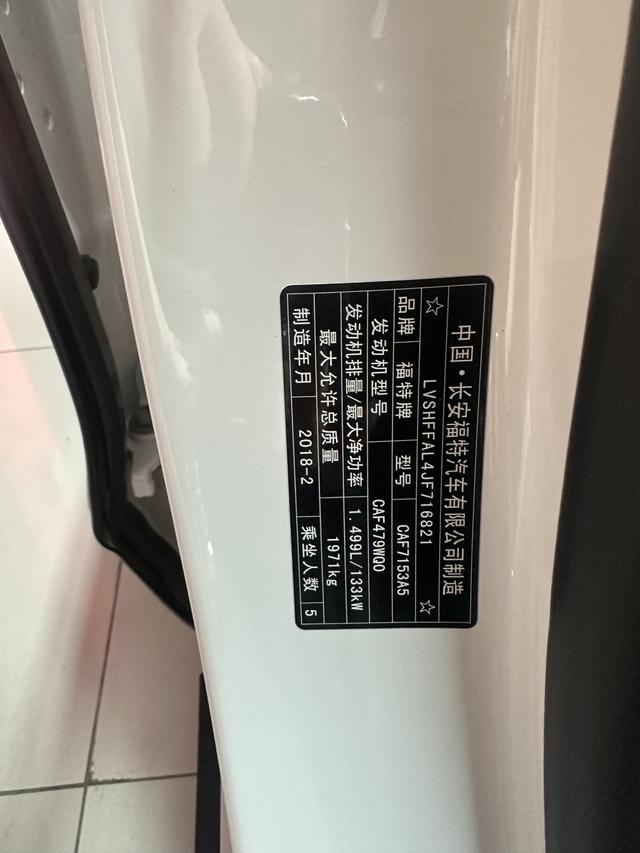 中国·长安福特汽车有限公司制造
☆ LVSHFFAL4JF716821 ☆
品牌 福特牌 型号 CAF7153A5
发动机型号 CAF479WQ0
发动机排量/最大净功率 1.499L/133kW
最大允许总质量 1971kg
制造年月 2018-2 乘坐人数 5